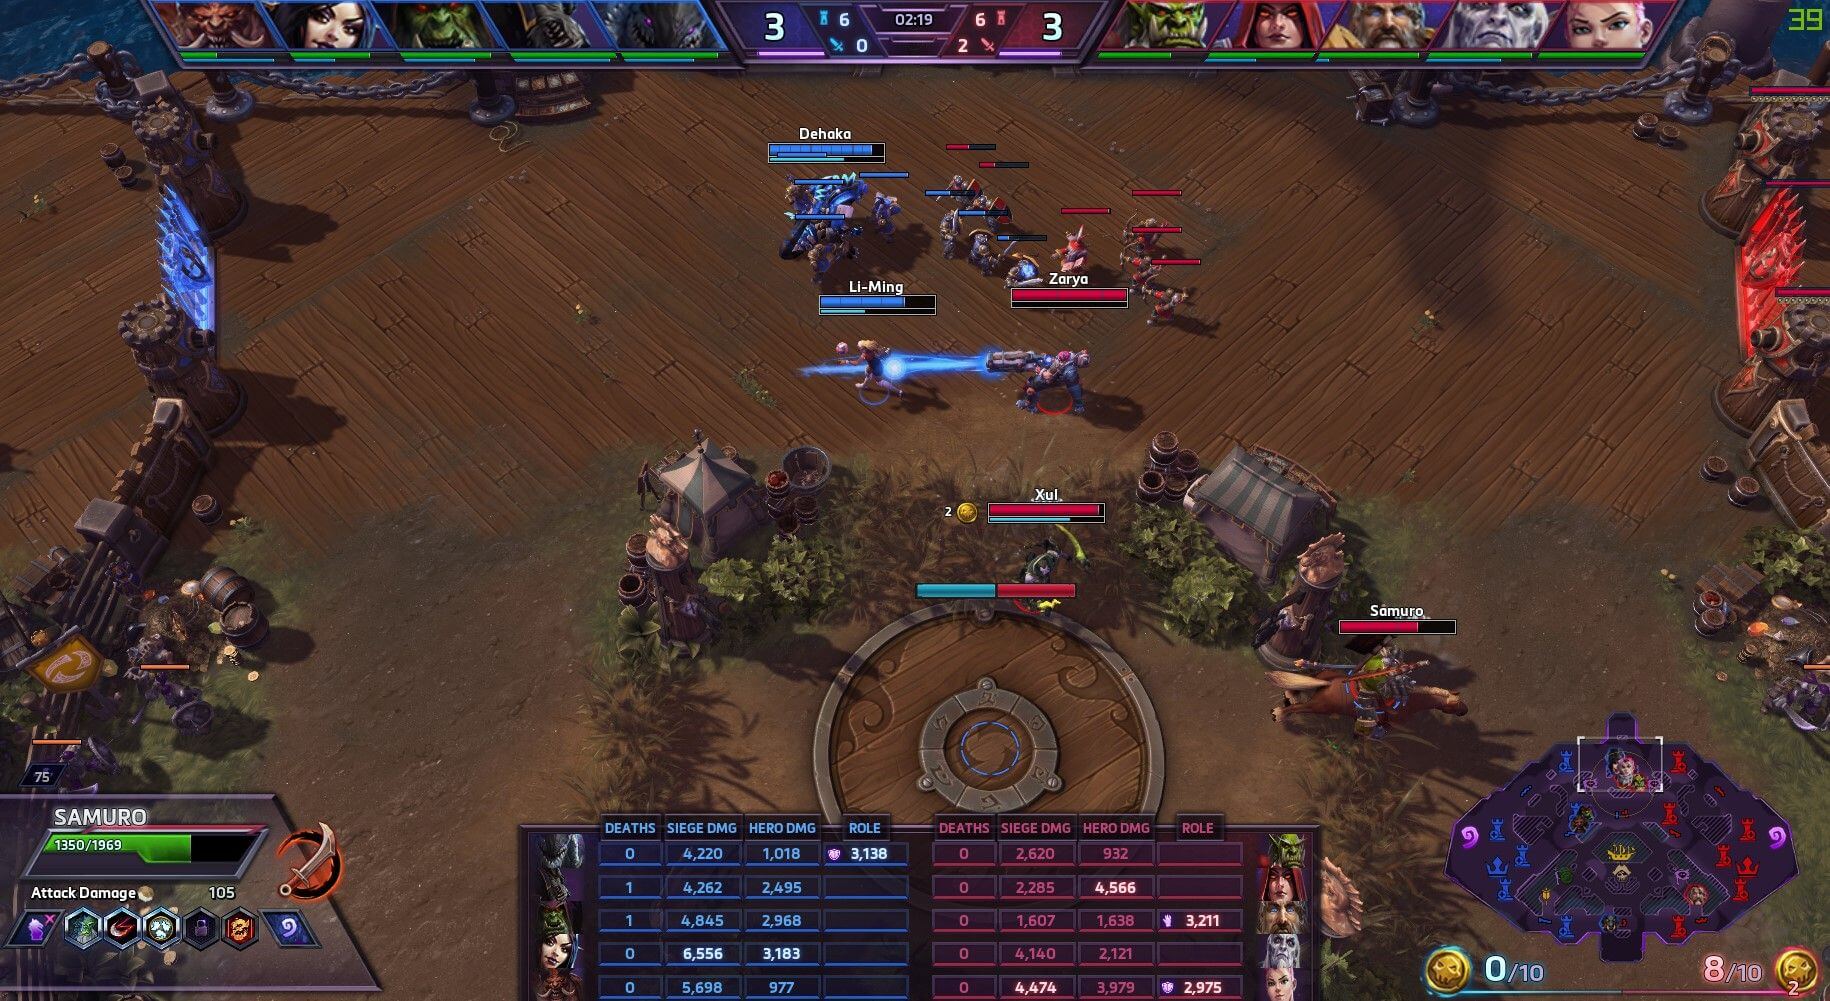 3 6 02:19 6 3
0 2
39
Dehaka
Li-Ming
Zarya
2
Xul
Samuro
75
SAMURO
1350/1969
Attack Damage 105
DEATHS SIEGE DMG HERO DMG ROLE DEATHS SIEGE DMG HERO DMG ROLE
0 4,220 1,018 3,138 0 2,620 932
1 4,262 2,495 0 2,285 4,566
1 4,845 2,968 0 1,607 1,638 3,211
0 6,556 3,183 0 4,140 2,121
0 5,698 977 0 4,474 3,979 2,975
0/10 8/10
2